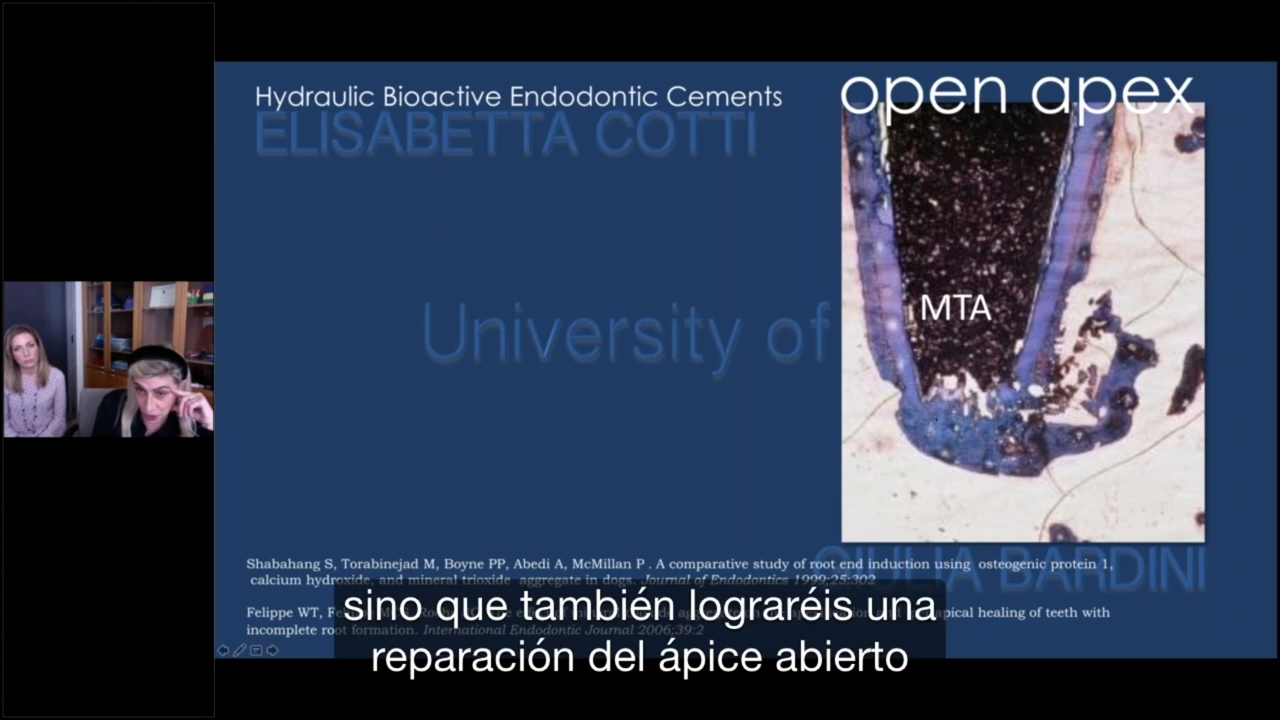 Hydraulic Bioactive Endodontic Cements
open apex
ELISABETTA COTTI
University of
MTA
GIULIA BARDINI
Shabahang S, Torabinejad M, Boyne PP, Abedi A, McMillan P . A comparative study of root end induction using osteogenic protein 1,
calcium hydroxide, and mineral trioxide aggregate in dogs. Journal of Endodontics 1999;25:302
Felippe WT, apical healing of teeth with
incomplete root formation. International Endodontic Journal 2006;39:2
sino que también lograréis una
reparación del ápice abierto